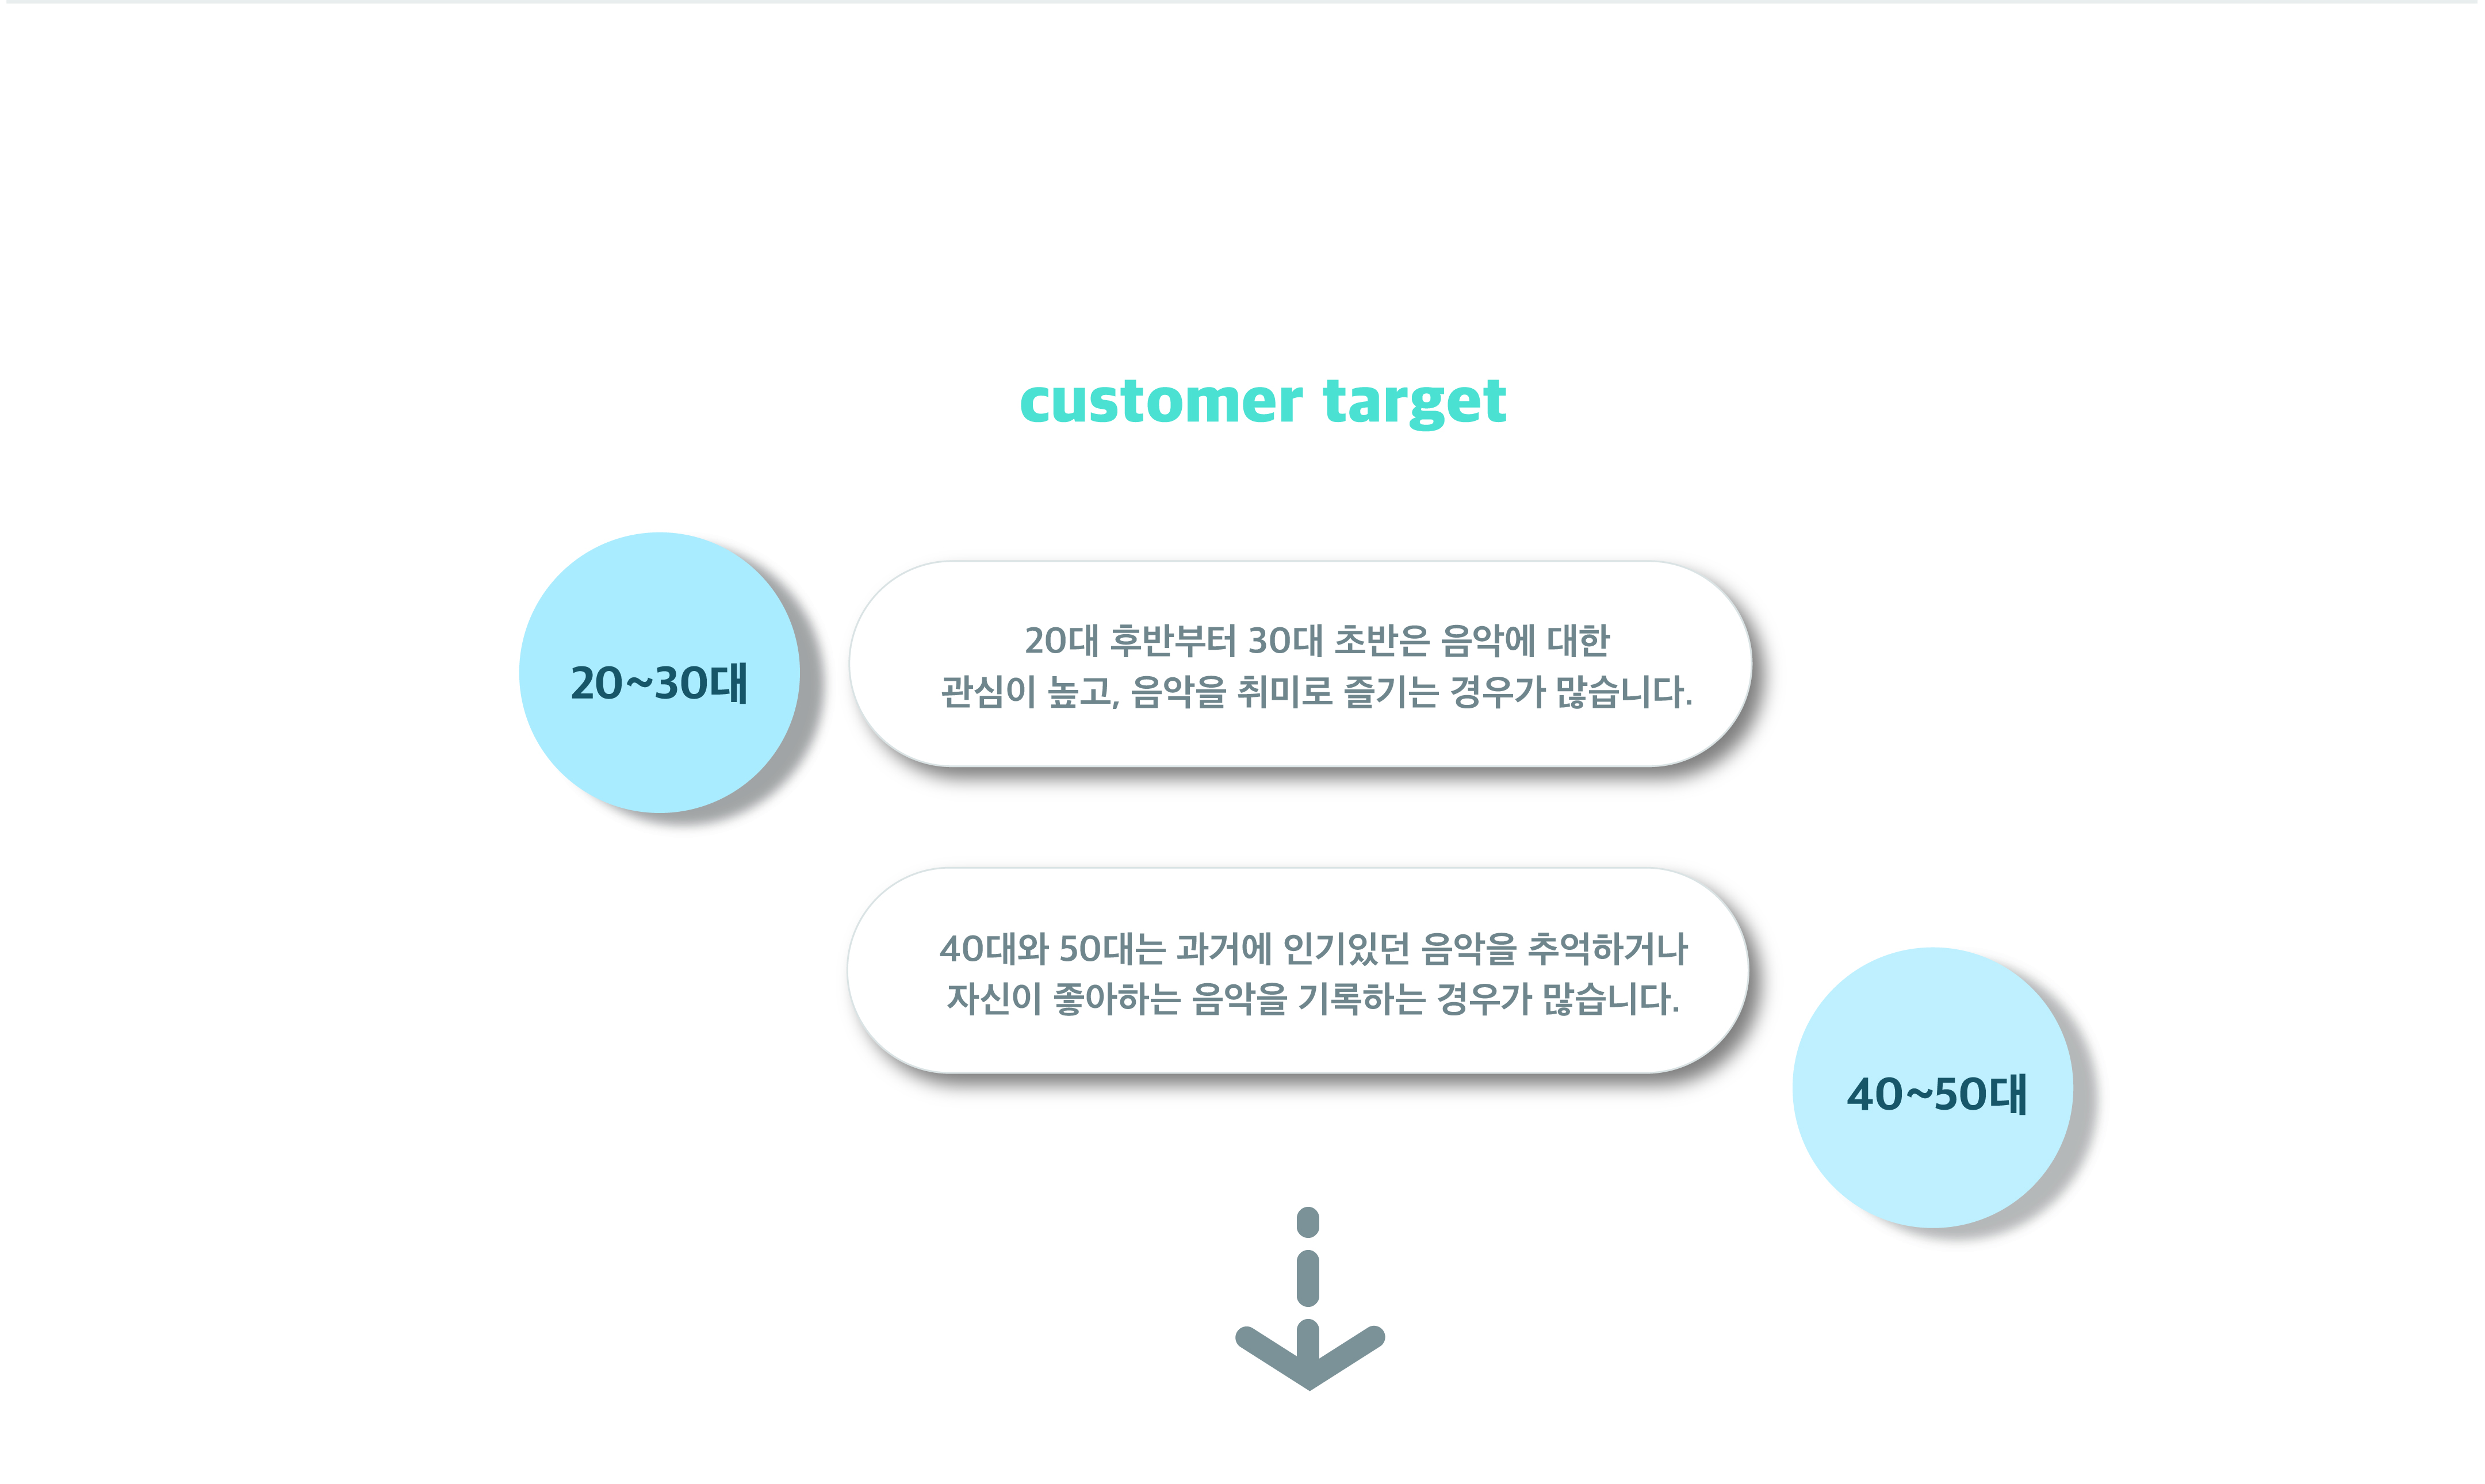 customer target
20~30대
20대 후반부터 30대 초반은 음악에 대한
관심이 높고, 음악을 취미로 즐기는 경우가 많습니다.
40대와 50대는 과거에 인기있던 음악을 추억하거나
자신이 좋아하는 음악을 기록하는 경우가 많습니다.
40~50대